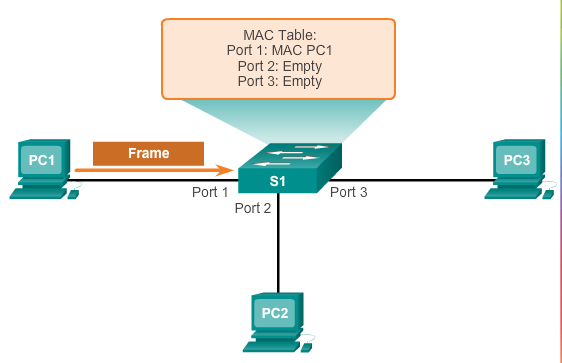 MAC Table:
Port 1: MAC PC1
Port 2: Empty
Port 3: Empty
PC1
Frame
PC3
S1
Port 1
Port 3
Port 2
PC2